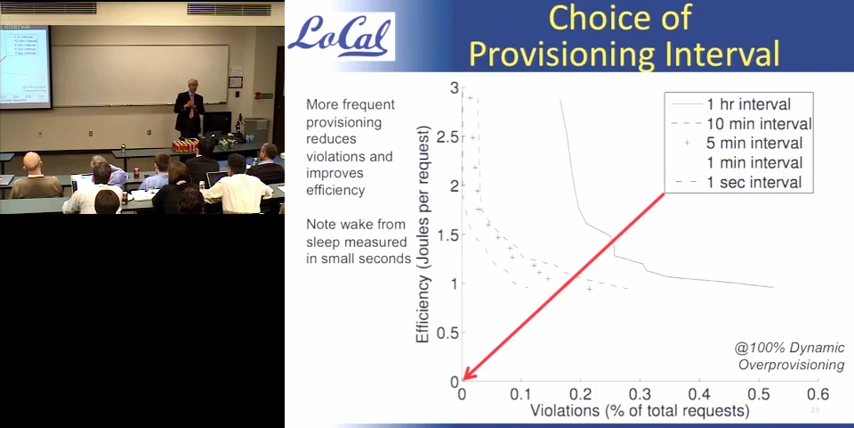 LoCal
Choice of
Provisioning Interval
More frequent
provisioning
reduces
violations and
improves
efficiency
Note wake from
sleep measured
in small seconds
Efficiency (Joules per request)
3
2.5
2
1.5
1
0.5
0
1 hr interval
10 min interval
5 min interval
1 min interval
1 sec interval
@100% Dynamic
Overprovisioning
0 0.1 0.2 0.3 0.4 0.5 0.6
Violations (% of total requests)